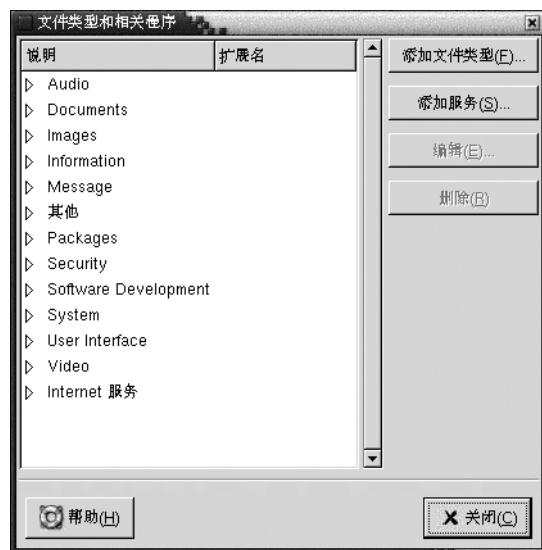 文件类型和相关程序
说明 扩展名
Audio
Documents
Images
Information
Message
其他
Packages
Security
Software Development
System
User Interface
Video
Internet 服务
添加文件类型(F)...
添加服务(S)...
编辑(E)...
删除(R)
帮助(H)
关闭(C)